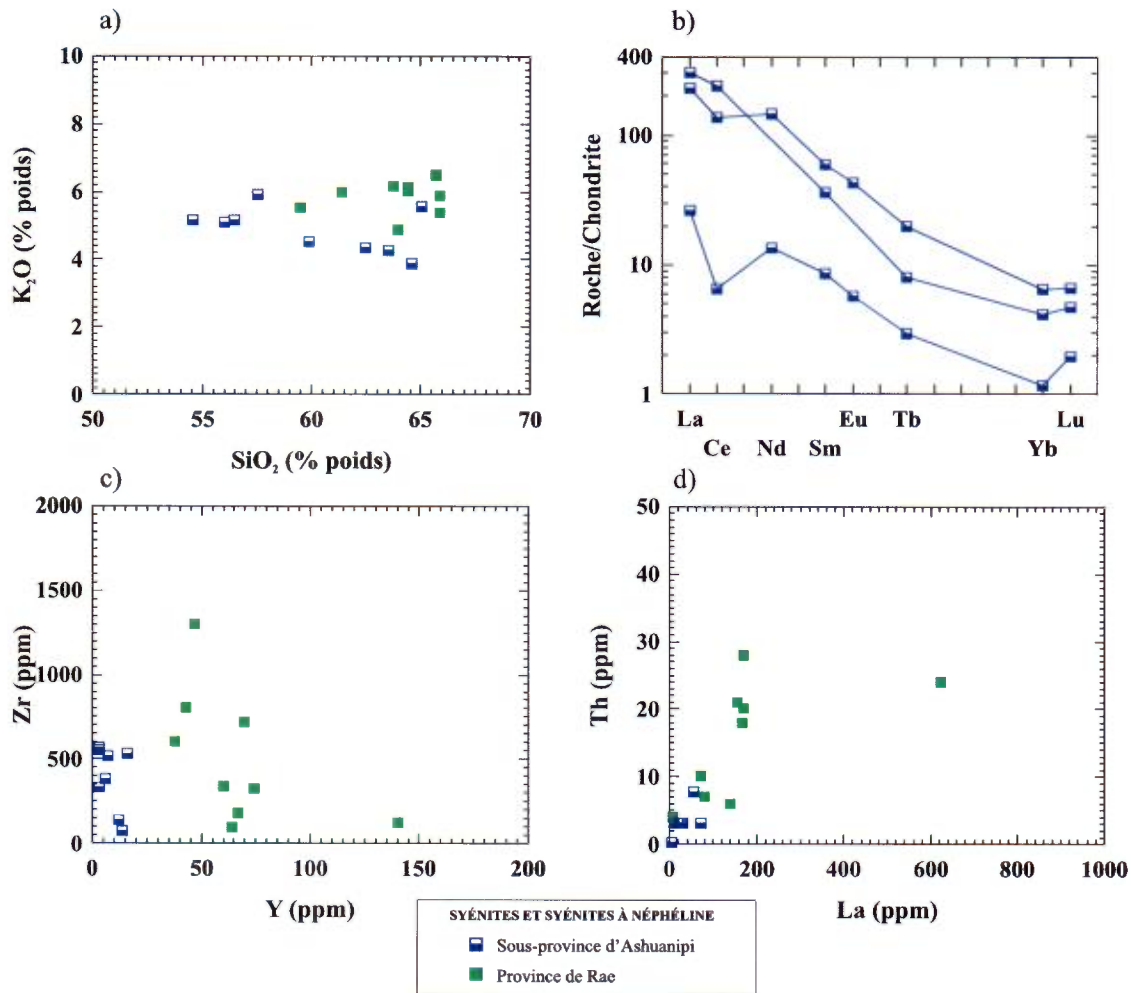 a)
10
8
6
4
2
0
K₂O (% poids)
50 55 60 65 70
SiO₂ (% poids)
b)
400
100
10
1
Roche/Chondrite
La Eu Tb Lu
Ce Nd Sm Yb
c)
2000
1500
1000
500
0
Zr (ppm)
0 50 100 150 200
Y (ppm)
d)
50
40
30
20
10
0
Th (ppm)
0 200 400 600 800 1000
La (ppm)
SYÉNITES ET SYÉNITES À NÉPHÉLINE
Sous-province d'Ashuanipi
Province de Rae